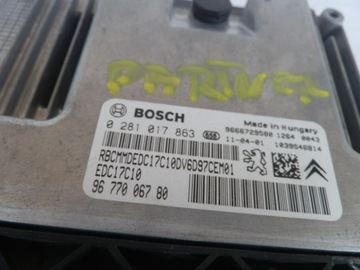 PARTNER
BOSCH
Made in Hungary
0 281 017 863
9666729580 1264 0043
11-04-01 1039S46814
RBCMMDEDC17C10DV6D97CEM01
EDC17C10
96 770 067 80